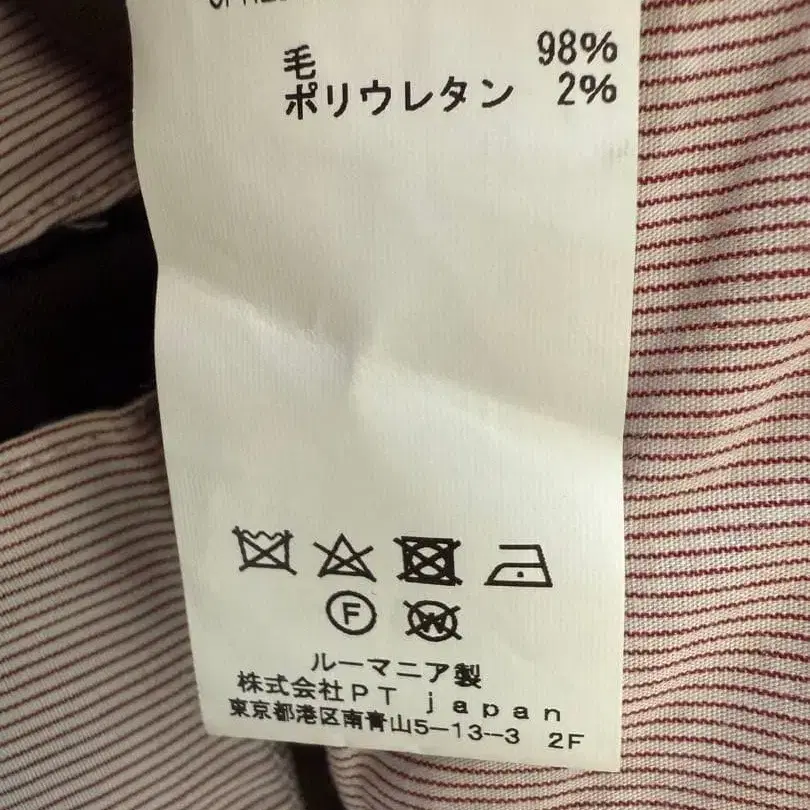 毛 98%
ポリウレタン 2%
F W
ルーマニア製
株式会社PT japan
東京都港区南青山5-13-3 2F